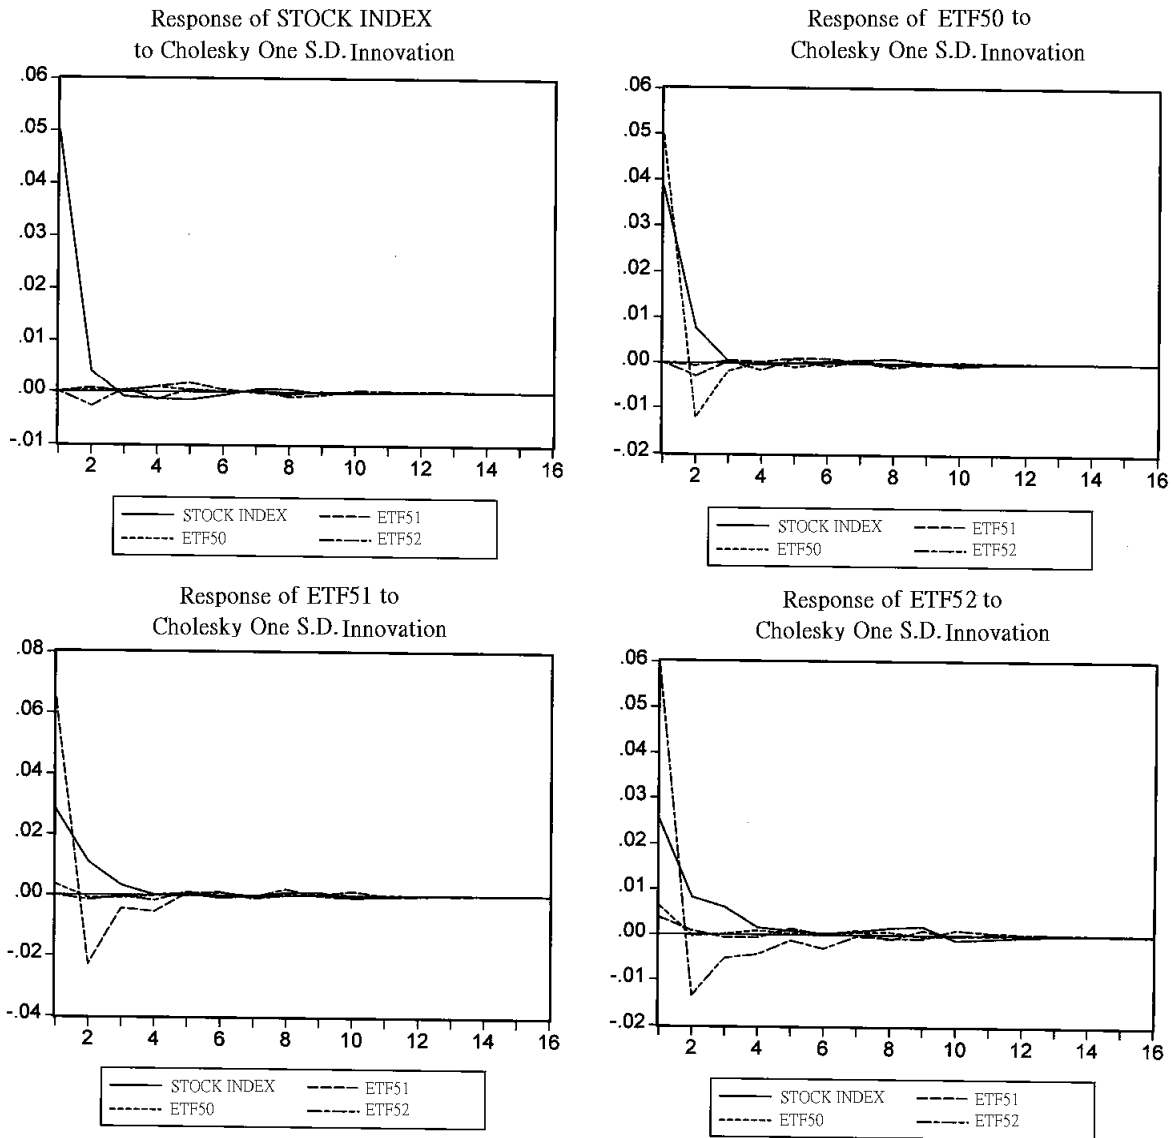 Response of STOCK INDEX
to Cholesky One S.D. Innovation
.06
.05
.04
.03
.02
.01
.00
-.01
2 4 6 8 10 12 14 16
STOCK INDEX ETF51
ETF50 ETF52
Response of ETF50 to
Cholesky One S.D. Innovation
.06
.05
.04
.03
.02
.01
.00
-.01
-.02
2 4 6 8 10 12 14 16
STOCK INDEX ETF51
ETF50 ETF52
Response of ETF51 to
Cholesky One S.D. Innovation
.08
.06
.04
.02
.00
-.02
-.04
2 4 6 8 10 12 14 16
STOCK INDEX ETF51
ETF50 ETF52
Response of ETF52 to
Cholesky One S.D. Innovation
.06
.05
.04
.03
.02
.01
.00
-.01
-.02
2 4 6 8 10 12 14 16
STOCK INDEX ETF51
ETF50 ETF52